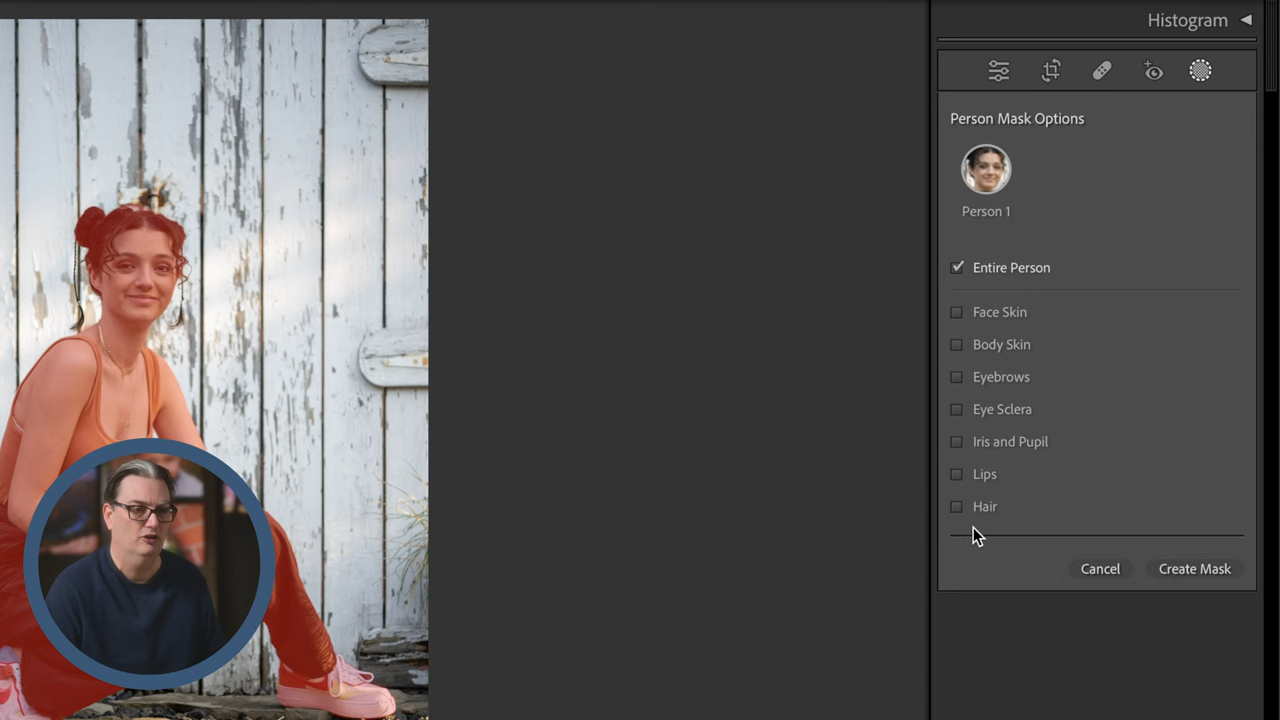 Histogram
Person Mask Options
Person 1
Entire Person
Face Skin
Body Skin
Eyebrows
Eye Sclera
Iris and Pupil
Lips
Hair
Cancel
Create Mask